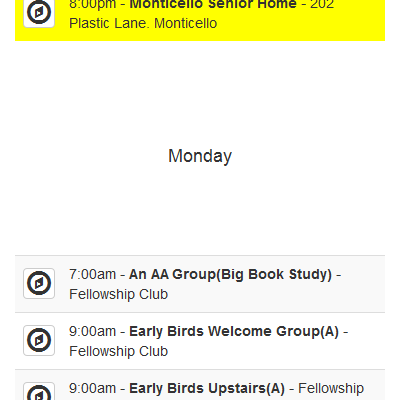 8:00pm - Monticello Senior Home - 202
Plastic Lane. Monticello
Monday
7:00am - An AA Group(Big Book Study) -
Fellowship Club
9:00am - Early Birds Welcome Group(A) -
Fellowship Club
9:00am - Early Birds Upstairs(A) - Fellowship